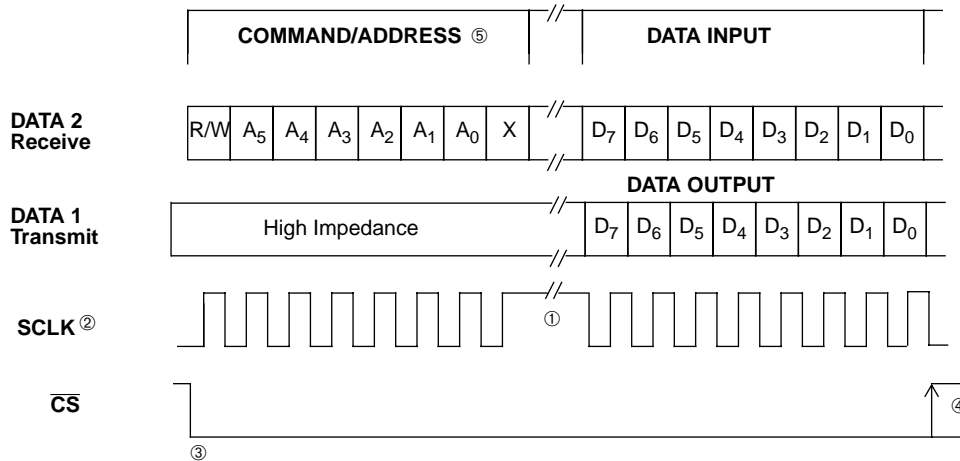 COMMAND/ADDRESS ⑤ DATA INPUT
DATA 2
Receive
R/W A5 A4 A3 A2 A1 A0 X D7 D6 D5 D4 D3 D2 D1 D0
DATA OUTPUT
DATA 1
Transmit
High Impedance D7 D6 D5 D4 D3 D2 D1 D0
SCLK ②
①
CS
④
③